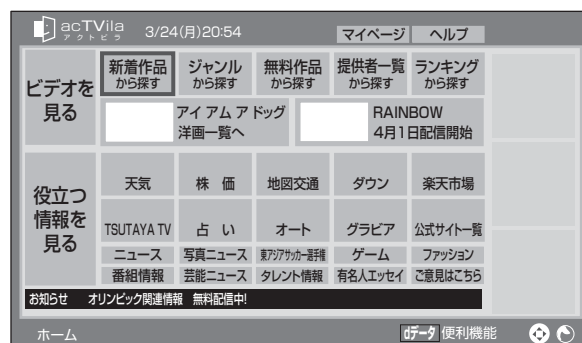 acTVila 3/24(月)20:54 マイページ ヘルプ
アクトビラ
ビデオを見る
新着作品から探す ジャンルから探す 無料作品から探す 提供者一覧から探す ランキングから探す
アイ アム ア ドッグ 洋画一覧へ
RAINBOW 4月1日配信開始
役立つ情報を見る
天気 株価 地図交通 ダウン 楽天市場
TSUTAYA TV 占い オート グラビア 公式サイト一覧
ニュース 写真ニュース 東アジアサッカー選手権 ゲーム ファッション
番組情報 芸能ニュース タレント情報 有名人エッセイ ご意見はこちら
お知らせ オリンピック関連情報 無料配信中!
ホーム dデータ 便利機能